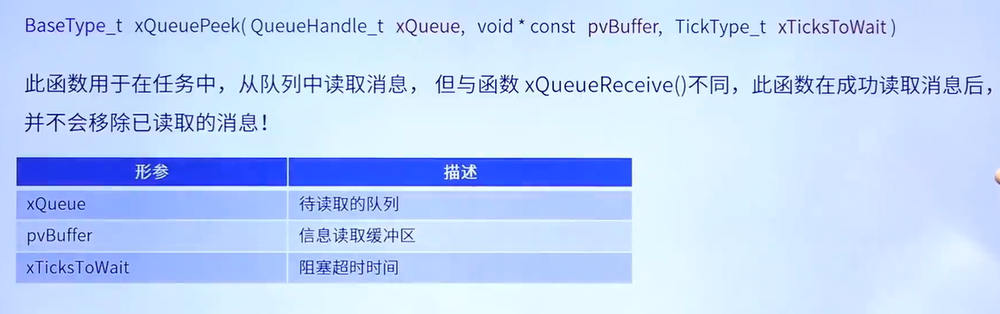 BaseType_t xQueuePeek( QueueHandle_t xQueue, void * const pvBuffer, TickType_t xTicksToWait )
此函数用于在任务中，从队列中读取消息， 但与函数 xQueueReceive()不同，此函数在成功读取消息后，
并不会移除已读取的消息！
形参 描述
xQueue 待读取的队列
pvBuffer 信息读取缓冲区
xTicksToWait 阻塞超时时间